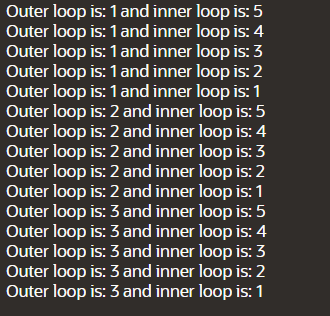 Outer loop is: 1 and inner loop is: 5
Outer loop is: 1 and inner loop is: 4
Outer loop is: 1 and inner loop is: 3
Outer loop is: 1 and inner loop is: 2
Outer loop is: 1 and inner loop is: 1
Outer loop is: 2 and inner loop is: 5
Outer loop is: 2 and inner loop is: 4
Outer loop is: 2 and inner loop is: 3
Outer loop is: 2 and inner loop is: 2
Outer loop is: 2 and inner loop is: 1
Outer loop is: 3 and inner loop is: 5
Outer loop is: 3 and inner loop is: 4
Outer loop is: 3 and inner loop is: 3
Outer loop is: 3 and inner loop is: 2
Outer loop is: 3 and inner loop is: 1